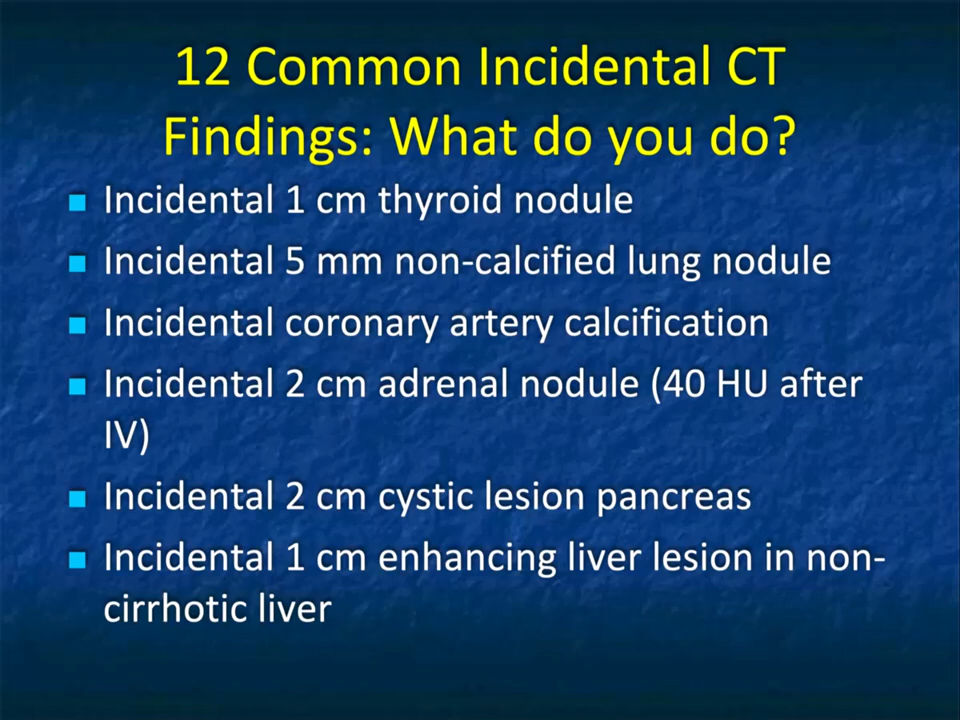 12 Common Incidental CT
Findings: What do you do?
Incidental 1 cm thyroid nodule
Incidental 5 mm non-calcified lung nodule
Incidental coronary artery calcification
Incidental 2 cm adrenal nodule (40 HU after
IV)
Incidental 2 cm cystic lesion pancreas
Incidental 1 cm enhancing liver lesion in non-
cirrhotic liver